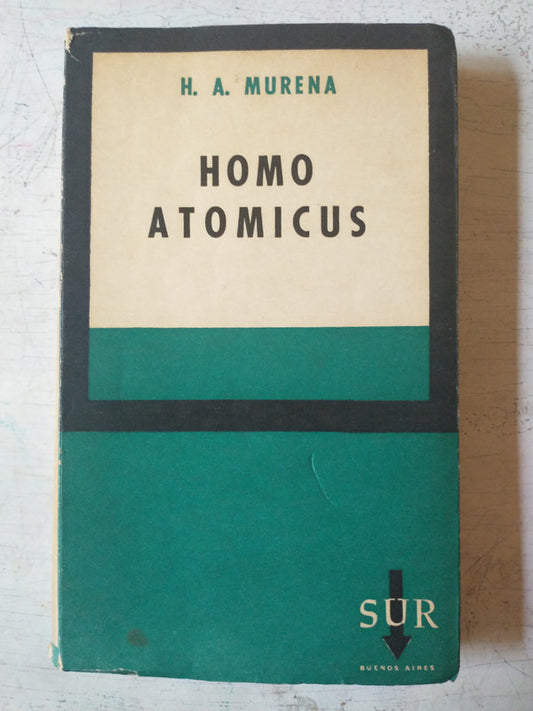 H. A. MURENA
HOMO
ATOMICUS
SUR
BUENOS AIRES